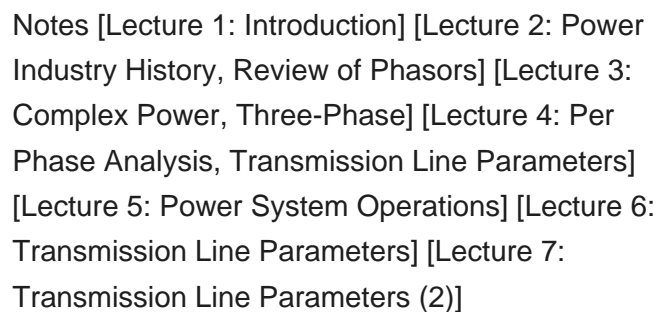 Notes [Lecture 1: Introduction] [Lecture 2: Power
Industry History, Review of Phasors] [Lecture 3:
Complex Power, Three-Phase] [Lecture 4: Per
Phase Analysis, Transmission Line Parameters]
[Lecture 5: Power System Operations] [Lecture 6:
Transmission Line Parameters] [Lecture 7:
Transmission Line Parameters (2)]